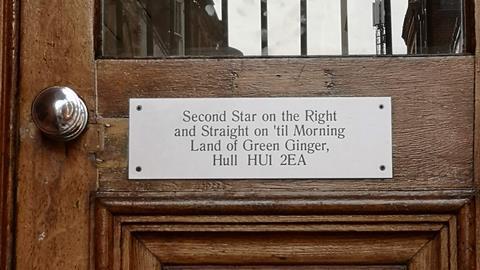 Second Star on the Right
and Straight on 'til Morning
Land of Green Ginger,
Hull HU1 2EA